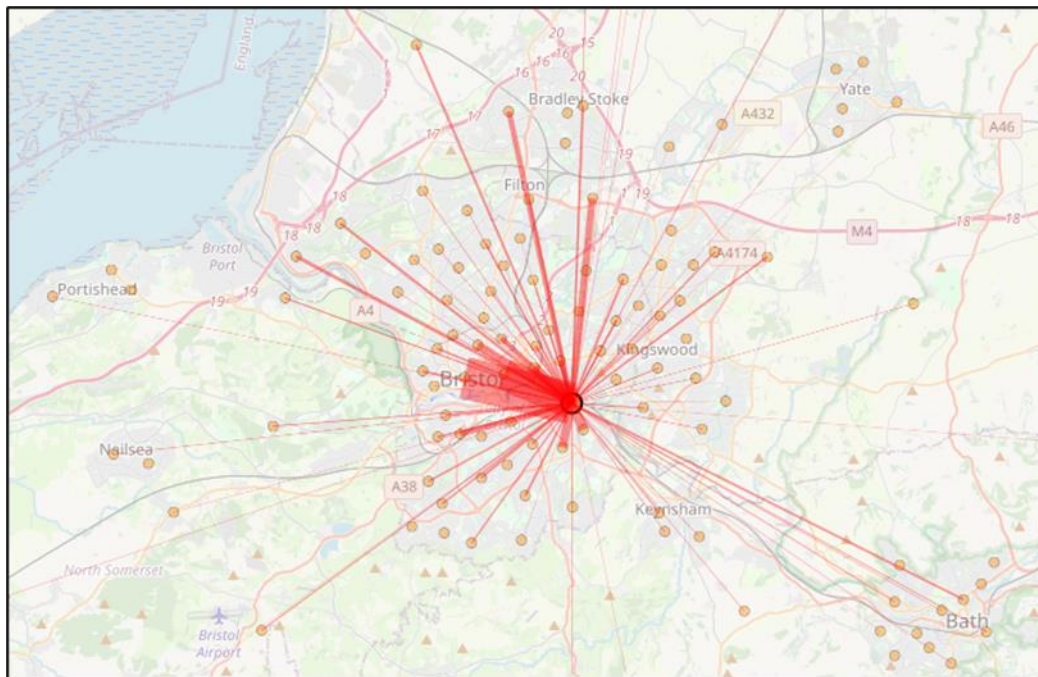 England
20
16
15
16
20
16
Bradley Stoke
Yate
A432
A46
17
17
19
Filton
19
18
18
18
18
M4
18
18
Bristol
Port
A4174
Portishead
19
19
A4
Kingswood
Bristol
Nailsea
A38
Keynsham
North Somerset
Bristol
Airport
Bath